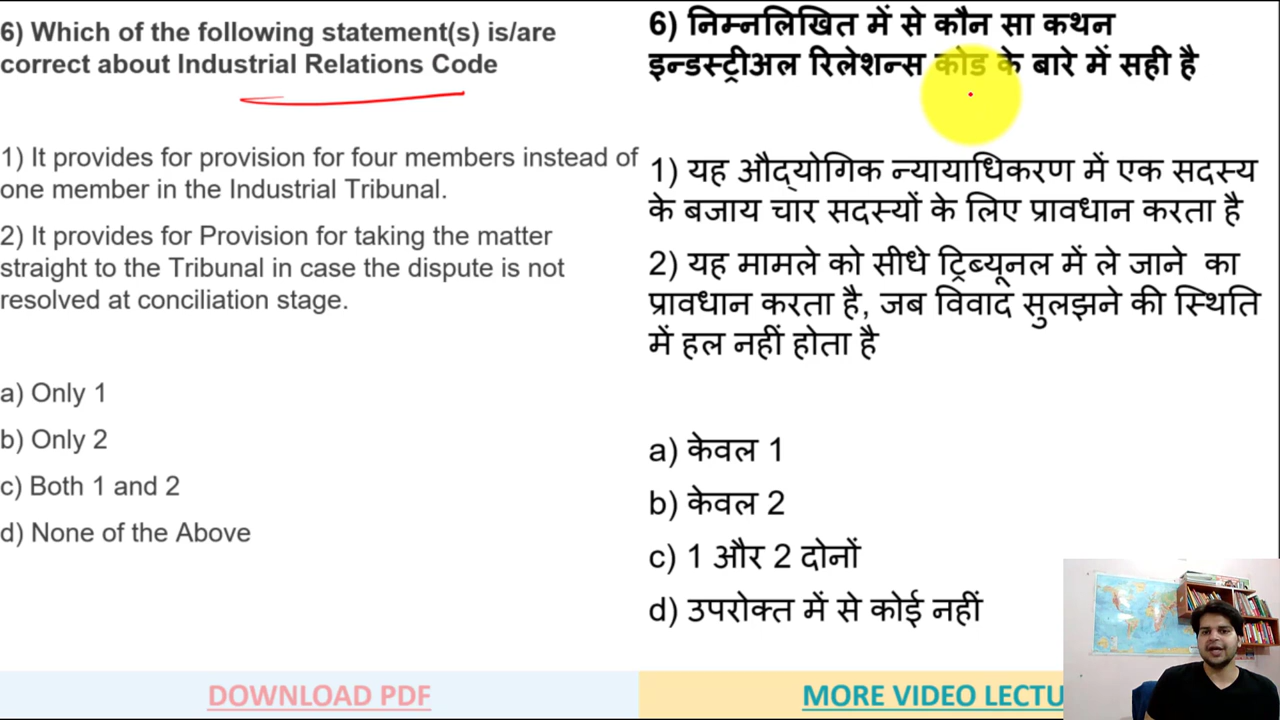 6) Which of the following statement(s) is/are
correct about Industrial Relations Code
1) It provides for provision for four members instead of
one member in the Industrial Tribunal.
2) It provides for Provision for taking the matter
straight to the Tribunal in case the dispute is not
resolved at conciliation stage.
a) Only 1
b) Only 2
c) Both 1 and 2
d) None of the Above
6) निम्नलिखित में से कौन सा कथन
इन्डस्ट्रीअल रिलेशन्स कोड के बारे में सही है
1) यह औद्योगिक न्यायाधिकरण में एक सदस्य
के बजाय चार सदस्यों के लिए प्रावधान करता है
2) यह मामले को सीधे ट्रिब्यूनल में ले जाने का
प्रावधान करता है, जब विवाद सुलझने की स्थिति
में हल नहीं होता है
a) केवल 1
b) केवल 2
c) 1 और 2 दोनों
d) उपरोक्त में से कोई नहीं
DOWNLOAD PDF
MORE VIDEO LECTU